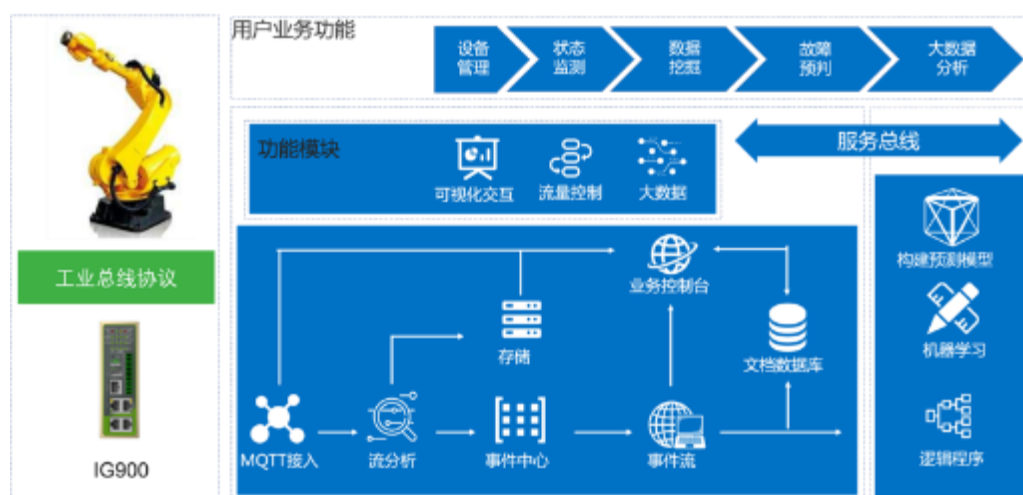 用户业务功能
设备
管理
状态
监测
数据
挖掘
故障
预判
大数据
分析
功能模块
可视化交互
流量控制
大数据
服务总线
工业总线协议
IG900
业务控制台
存储
文档数据库
MQTT接入
流分析
事件中心
事件流
构建预测模型
机器学习
逻辑程序